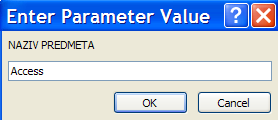 Enter Parameter Value
NAZIV PREDMETA
Access
OK Cancel